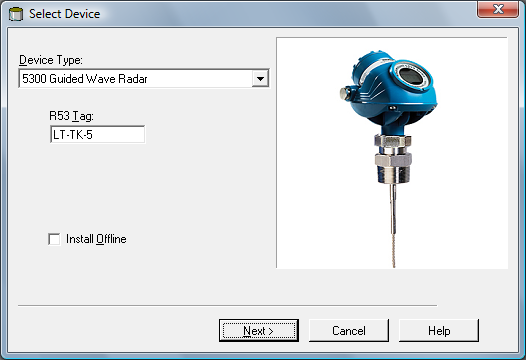 Select Device
Device Type:
5300 Guided Wave Radar
R53 Tag:
LT-TK-5
Install Offline
Next >
Cancel
Help